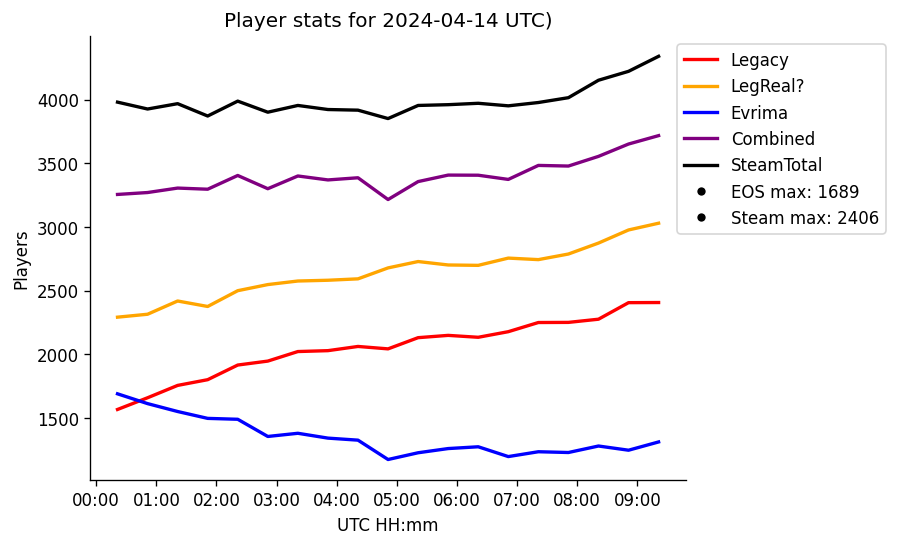 Player stats for 2024-04-14 UTC)
Legacy
LegReal?
Evrima
Combined
SteamTotal
EOS max: 1689
Steam max: 2406
Players
4000
3500
3000
2500
2000
1500
00:00 01:00 02:00 03:00 04:00 05:00 06:00 07:00 08:00 09:00
UTC HH:mm